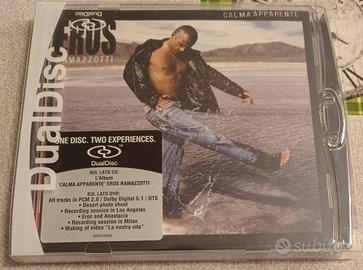 DualDisc
CALMA APPARENTE
EROS
RAMAZZOTTI
DualDisc
ONE DISC. TWO EXPERIENCES.
DualDisc
SUL LATO CD:
L'Album
"CALMA APPARENTE" EROS RAMAZZOTTI
SUL LATO DVD:
All tracks in PCM 2.0 / Dolby Digital 5.1 / DTS
• Desert photo shoot
• Recording session in Los Angeles
• Eros and Anastacia
• Recording session in Milan
• Making of video "La nostra vita"
subito